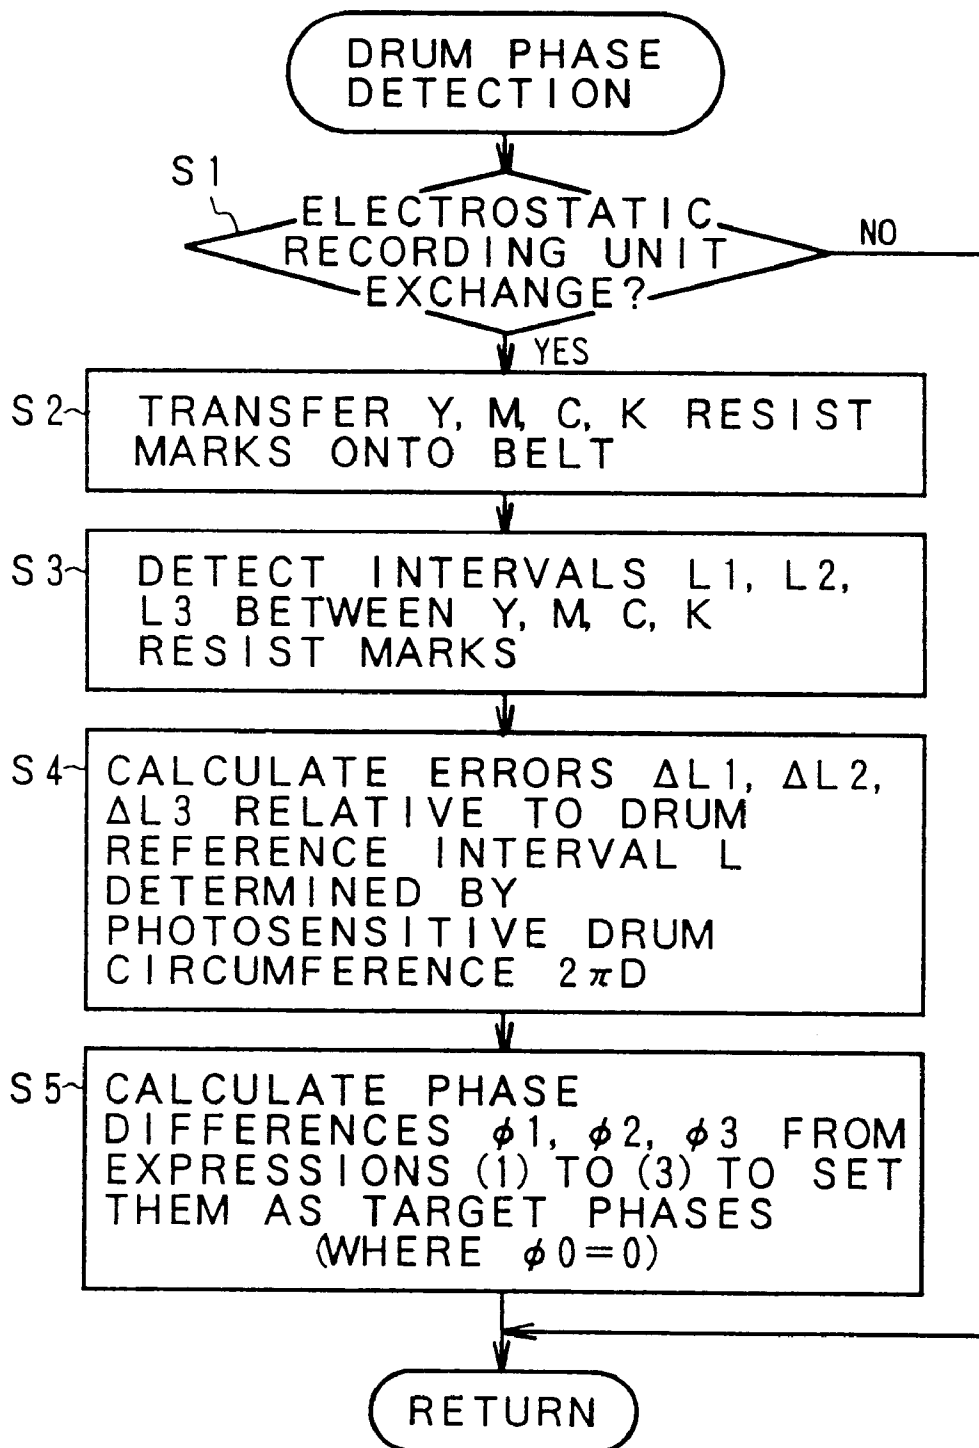 DRUM PHASE
DETECTION
S1
ELECTROSTATIC
RECORDING UNIT
EXCHANGE?
NO
YES
S2
TRANSFER Y, M, C, K RESIST
MARKS ONTO BELT
S3
DETECT INTERVALS L1, L2,
L3 BETWEEN Y, M, C, K
RESIST MARKS
S4
CALCULATE ERRORS ΔL1, ΔL2,
ΔL3 RELATIVE TO DRUM
REFERENCE INTERVAL L
DETERMINED BY
PHOTOSENSITIVE DRUM
CIRCUMFERENCE 2πD
S5
CALCULATE PHASE
DIFFERENCES φ1, φ2, φ3 FROM
EXPRESSIONS (1) TO (3) TO SET
THEM AS TARGET PHASES
(WHERE φ0=0)
RETURN